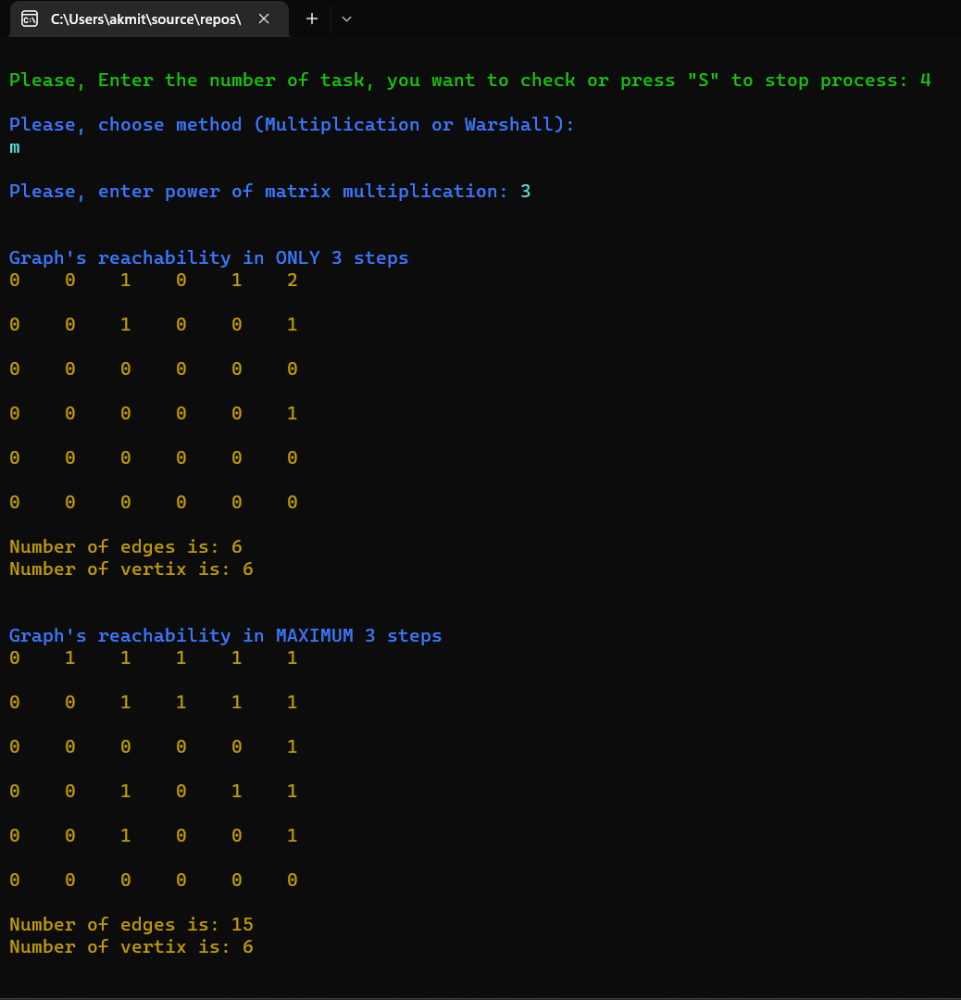 C:\Users\akmit\source\repos\
Please, Enter the number of task, you want to check or press "S" to stop process: 4
Please, choose method (Multiplication or Warshall):
m
Please, enter power of matrix multiplication: 3
Graph's reachability in ONLY 3 steps
0 0 1 0 1 2
0 0 1 0 0 1
0 0 0 0 0 0
0 0 0 0 0 1
0 0 0 0 0 0
0 0 0 0 0 0
Number of edges is: 6
Number of vertix is: 6
Graph's reachability in MAXIMUM 3 steps
0 1 1 1 1 1
0 0 1 1 1 1
0 0 0 0 0 1
0 0 1 0 1 1
0 0 1 0 0 1
0 0 0 0 0 0
Number of edges is: 15
Number of vertix is: 6